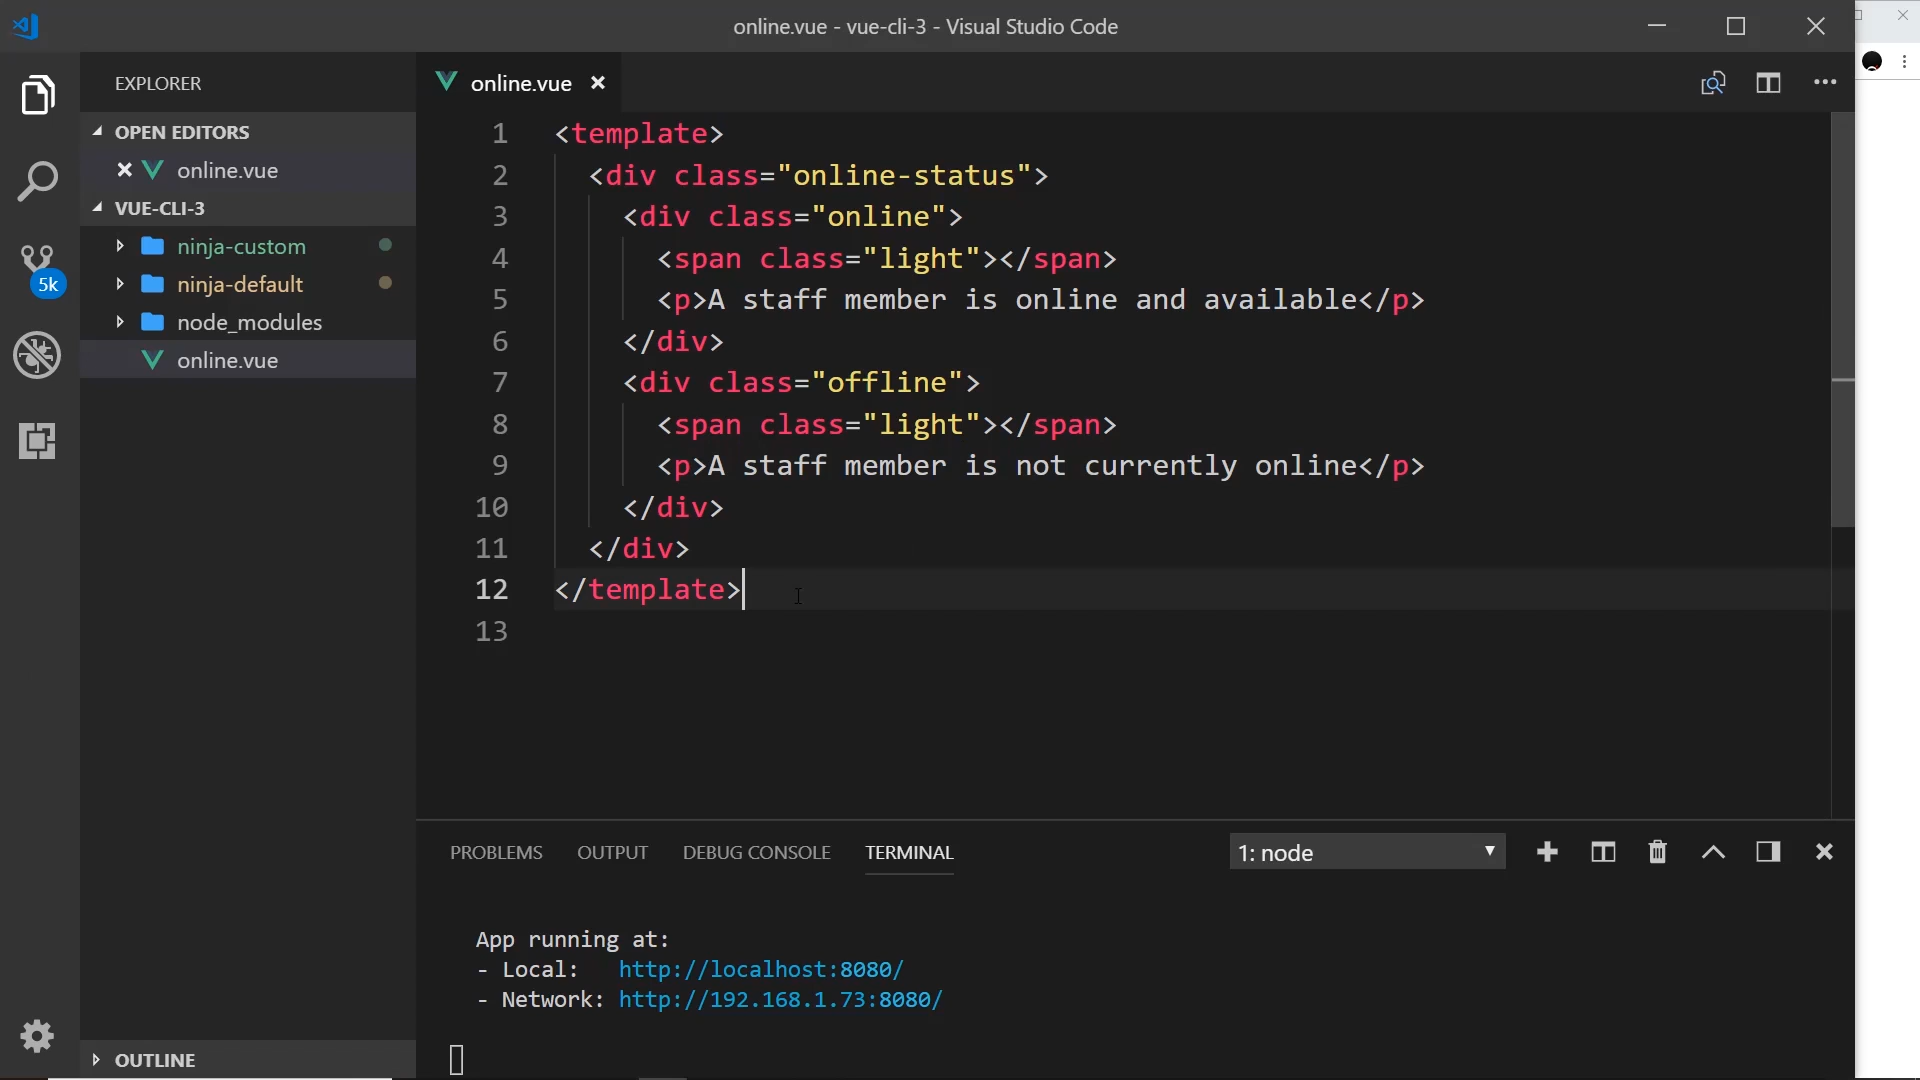 online.vue - vue-cli-3 - Visual Studio Code
EXPLORER
OPEN EDITORS
online.vue
VUE-CLI-3
ninja-custom
ninja-default
node_modules
online.vue
OUTLINE
5k
online.vue
1 <template>
2 <div class="online-status">
3 <div class="online">
4 <span class="light"></span>
5 <p>A staff member is online and available</p>
6 </div>
7 <div class="offline">
8 <span class="light"></span>
9 <p>A staff member is not currently online</p>
10 </div>
11 </div>
12 </template>
13
PROBLEMS OUTPUT DEBUG CONSOLE TERMINAL 1: node
App running at:
- Local: http://localhost:8080/
- Network: http://192.168.1.73:8080/